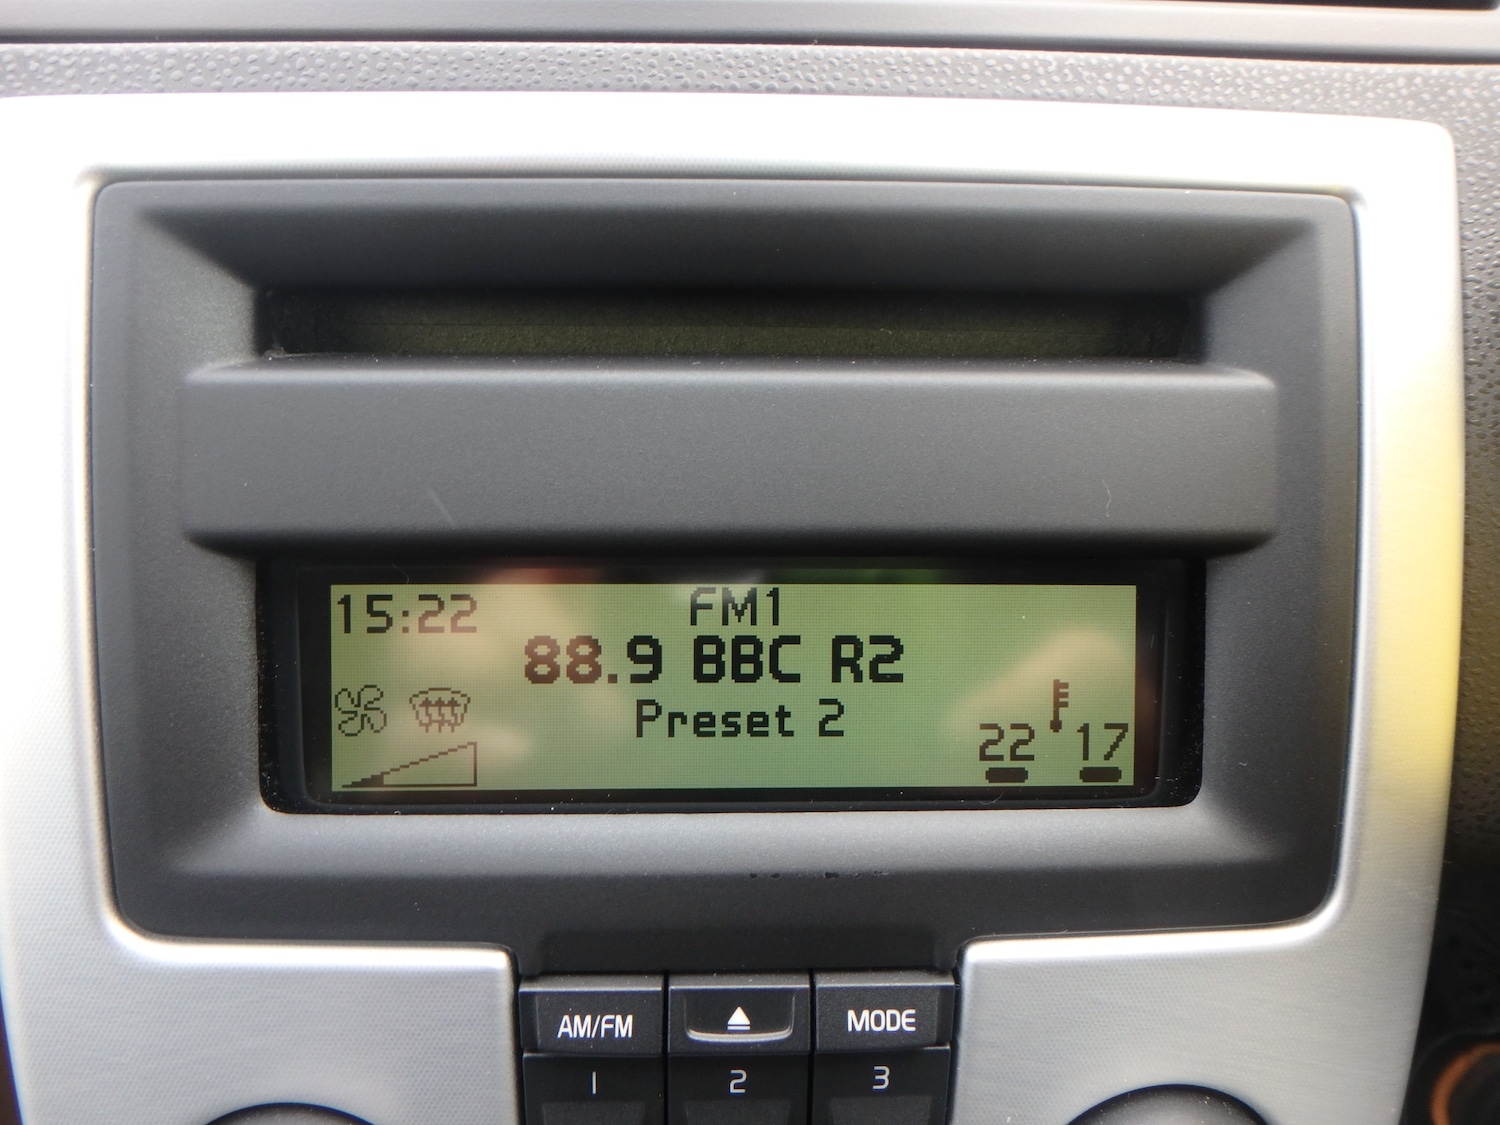 15:22 FM1
88.9 BBC R2
Preset 2
22 17
AM/FM MODE
1 2 3